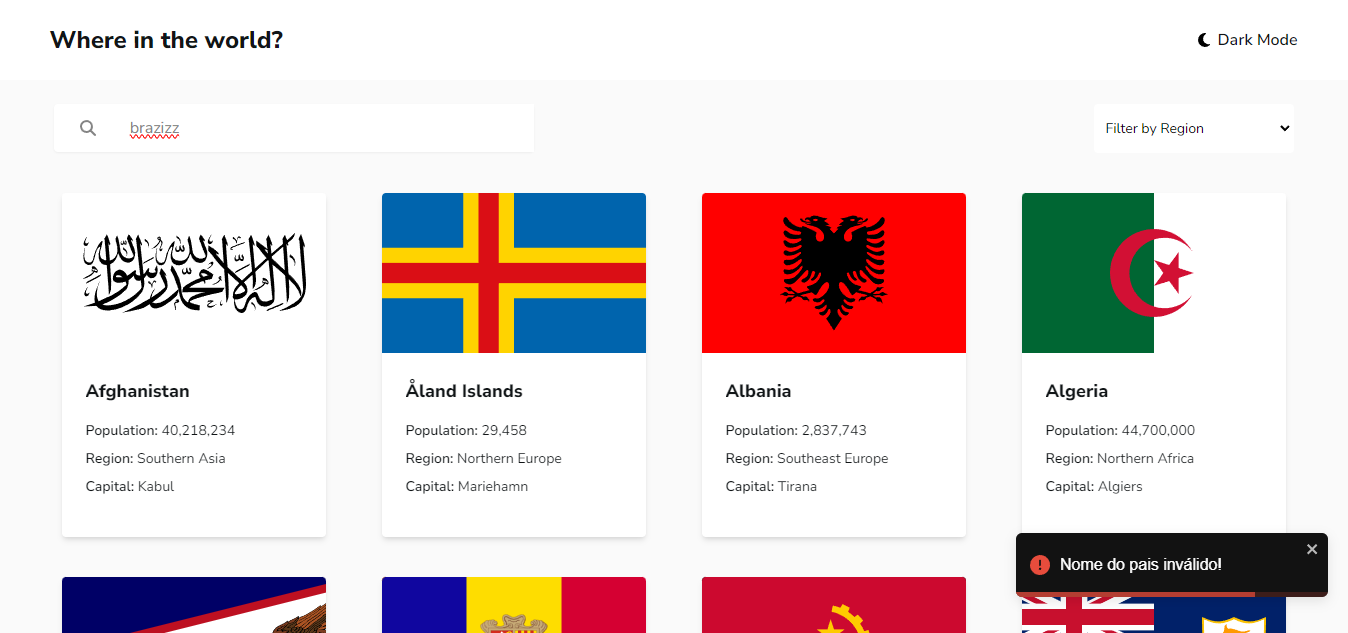 Where in the world?
Dark Mode
brazizz
Filter by Region
لا إله إلا الله محمد رسول الله
Afghanistan
Population: 40,218,234
Region: Southern Asia
Capital: Kabul
Åland Islands
Population: 29,458
Region: Northern Europe
Capital: Mariehamn
Albania
Population: 2,837,743
Region: Southeast Europe
Capital: Tirana
Algeria
Population: 44,700,000
Region: Northern Africa
Capital: Algiers
Nome do pais inválido!